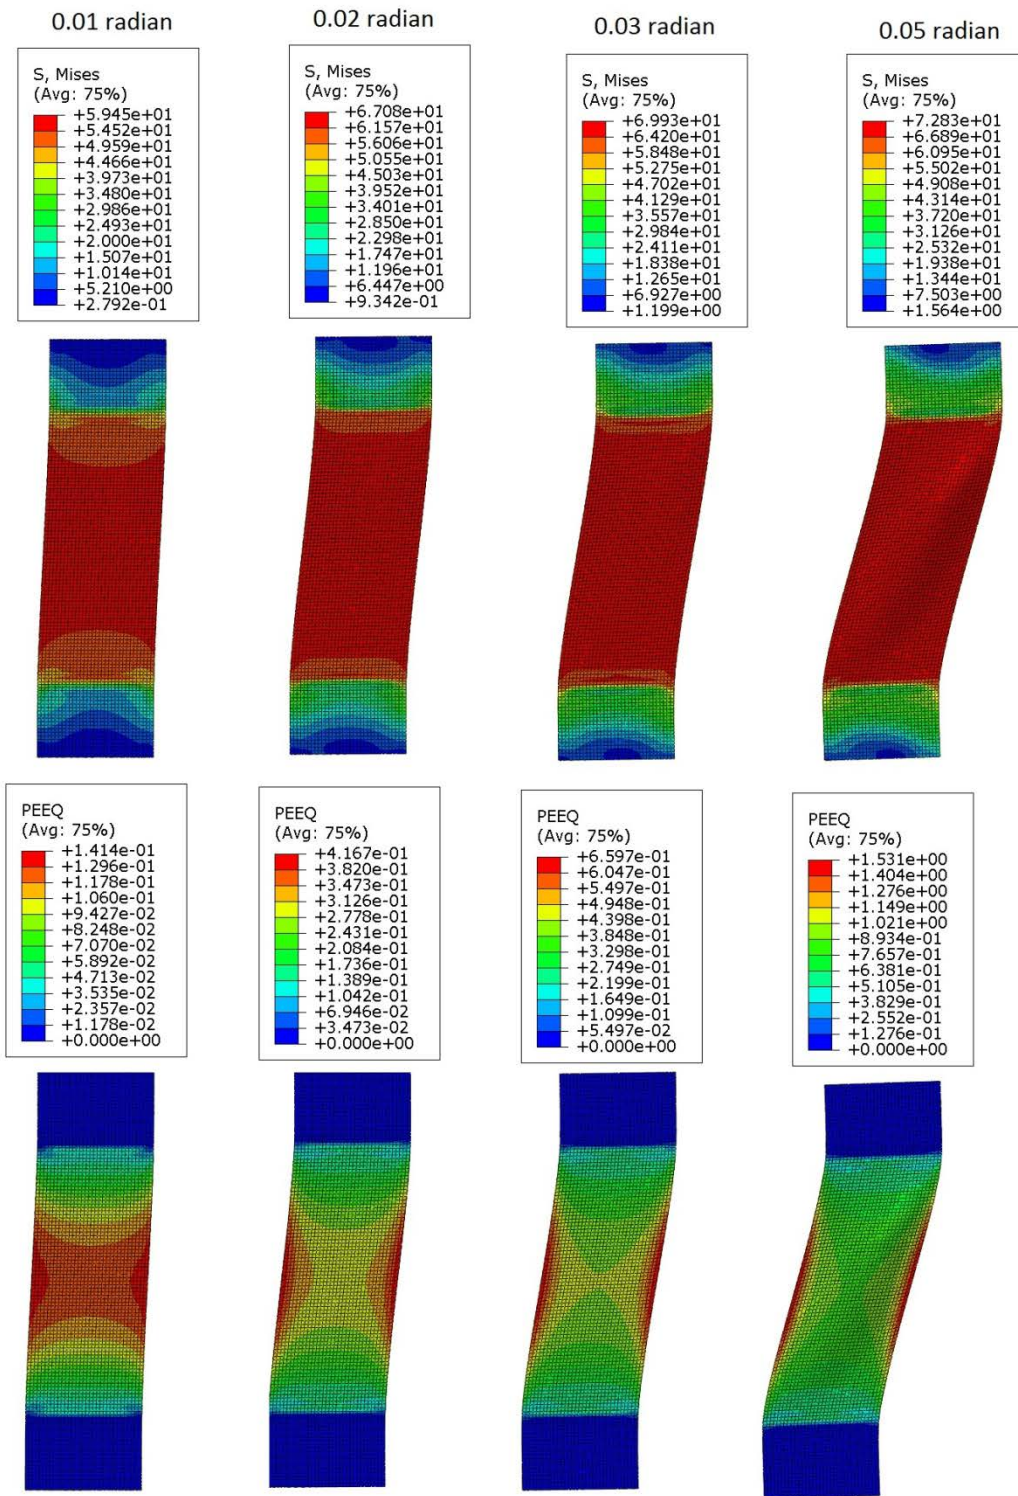 0.01 radian
0.02 radian
0.03 radian
0.05 radian
S, Mises
(Avg: 75%)
+5.945e+01
+5.452e+01
+4.959e+01
+4.466e+01
+3.973e+01
+3.480e+01
+2.986e+01
+2.493e+01
+2.000e+01
+1.507e+01
+1.014e+01
+5.210e+00
+2.792e-01
S, Mises
(Avg: 75%)
+6.708e+01
+6.157e+01
+5.606e+01
+5.055e+01
+4.503e+01
+3.952e+01
+3.401e+01
+2.850e+01
+2.298e+01
+1.747e+01
+1.196e+01
+6.447e+00
+9.342e-01
S, Mises
(Avg: 75%)
+6.993e+01
+6.420e+01
+5.848e+01
+5.275e+01
+4.702e+01
+4.129e+01
+3.557e+01
+2.984e+01
+2.411e+01
+1.838e+01
+1.265e+01
+6.927e+00
+1.199e+00
S, Mises
(Avg: 75%)
+7.283e+01
+6.689e+01
+6.095e+01
+5.502e+01
+4.908e+01
+4.314e+01
+3.720e+01
+3.126e+01
+2.532e+01
+1.938e+01
+1.344e+01
+7.503e+00
+1.564e+00
PEEQ
(Avg: 75%)
+1.414e-01
+1.296e-01
+1.178e-01
+1.060e-01
+9.427e-02
+8.248e-02
+7.070e-02
+5.892e-02
+4.713e-02
+3.535e-02
+2.357e-02
+1.178e-02
+0.000e+00
PEEQ
(Avg: 75%)
+4.167e-01
+3.820e-01
+3.473e-01
+3.126e-01
+2.778e-01
+2.431e-01
+2.084e-01
+1.736e-01
+1.389e-01
+1.042e-01
+6.946e-02
+3.473e-02
+0.000e+00
PEEQ
(Avg: 75%)
+6.597e-01
+6.047e-01
+5.497e-01
+4.948e-01
+4.398e-01
+3.848e-01
+3.298e-01
+2.749e-01
+2.199e-01
+1.649e-01
+1.099e-01
+5.497e-02
+0.000e+00
PEEQ
(Avg: 75%)
+1.531e+00
+1.404e+00
+1.276e+00
+1.149e+00
+1.021e+00
+8.934e-01
+7.657e-01
+6.381e-01
+5.105e-01
+3.829e-01
+2.552e-01
+1.276e-01
+0.000e+00